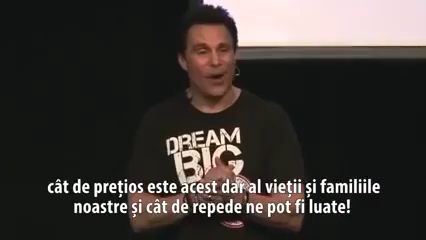 DREAM
BIG
cât de prețios este acest dar al vieții și familiile
noastre și cât de repede ne pot fi luate!